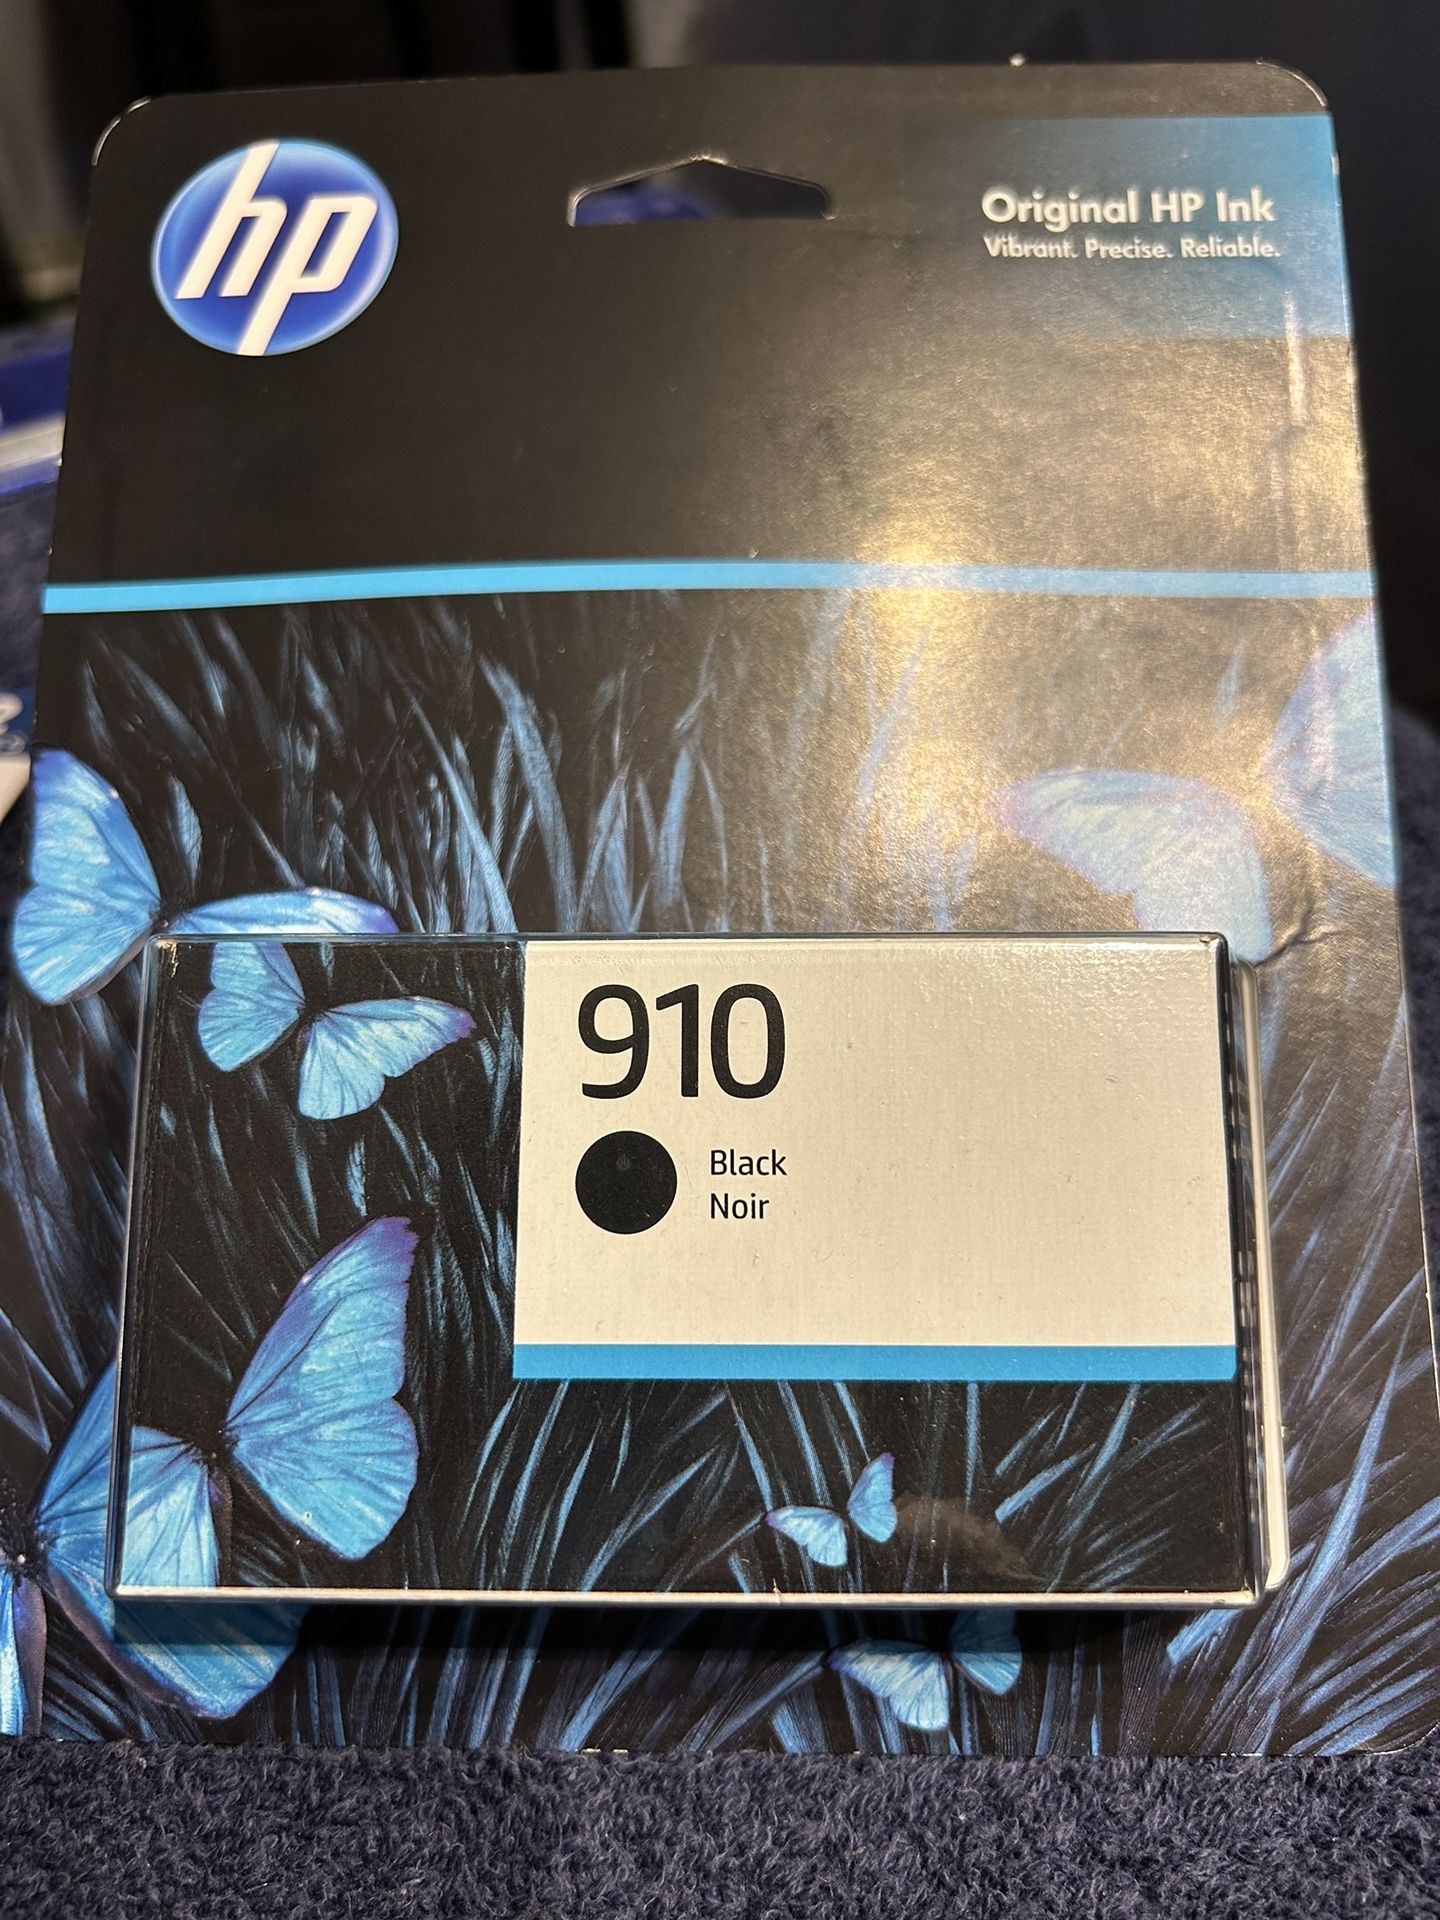 hp
Original HP Ink
Vibrant. Precise. Reliable.
910
Black
Noir